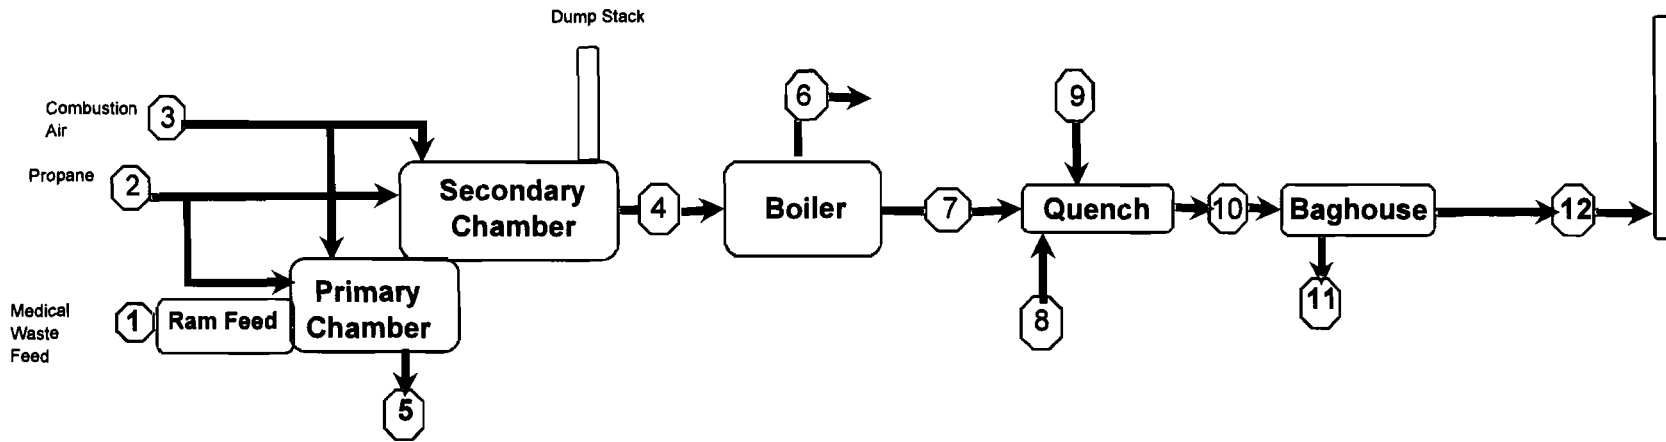 Dump Stack
6
9
Combustion
Air
3
Propane
2
Secondary
Chamber
4
Boiler
7
Quench
10
Baghouse
12
Primary
Chamber
Medical
Waste
Feed
1
Ram Feed
8
11
5